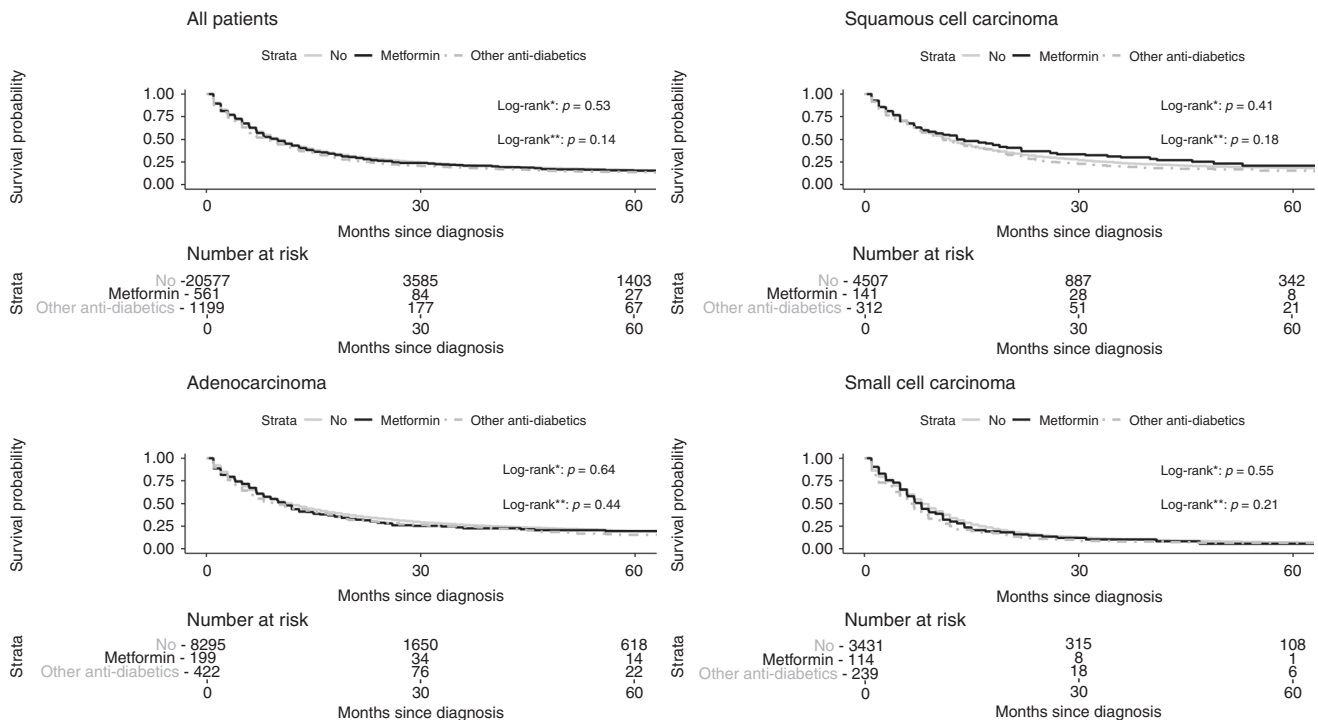 All patients
Strata No Metformin Other anti-diabetics
Survival probability
1.00
0.75
0.50
0.25
0.00
Log-rank*: p = 0.53
Log-rank**: p = 0.14
0 30 60
Months since diagnosis
Number at risk
Strata
No - 20577 3585 1403
Metformin - 561 84 27
Other anti-diabetics - 1199 177 67
0 30 60
Months since diagnosis
Squamous cell carcinoma
Strata No Metformin Other anti-diabetics
Survival probability
1.00
0.75
0.50
0.25
0.00
Log-rank*: p = 0.41
Log-rank**: p = 0.18
0 30 60
Months since diagnosis
Number at risk
Strata
No - 4507 887 342
Metformin - 141 28 8
Other anti-diabetics - 312 51 21
0 30 60
Months since diagnosis
Adenocarcinoma
Strata No Metformin Other anti-diabetics
Survival probability
1.00
0.75
0.50
0.25
0.00
Log-rank*: p = 0.64
Log-rank**: p = 0.44
0 30 60
Months since diagnosis
Number at risk
Strata
No - 8295 1650 618
Metformin - 199 34 14
Other anti-diabetics - 422 76 22
0 30 60
Months since diagnosis
Small cell carcinoma
Strata No Metformin Other anti-diabetics
Survival probability
1.00
0.75
0.50
0.25
0.00
Log-rank*: p = 0.55
Log-rank**: p = 0.21
0 30 60
Months since diagnosis
Number at risk
Strata
No - 3431 315 108
Metformin - 114 8 1
Other anti-diabetics - 239 18 6
0 30 60
Months since diagnosis